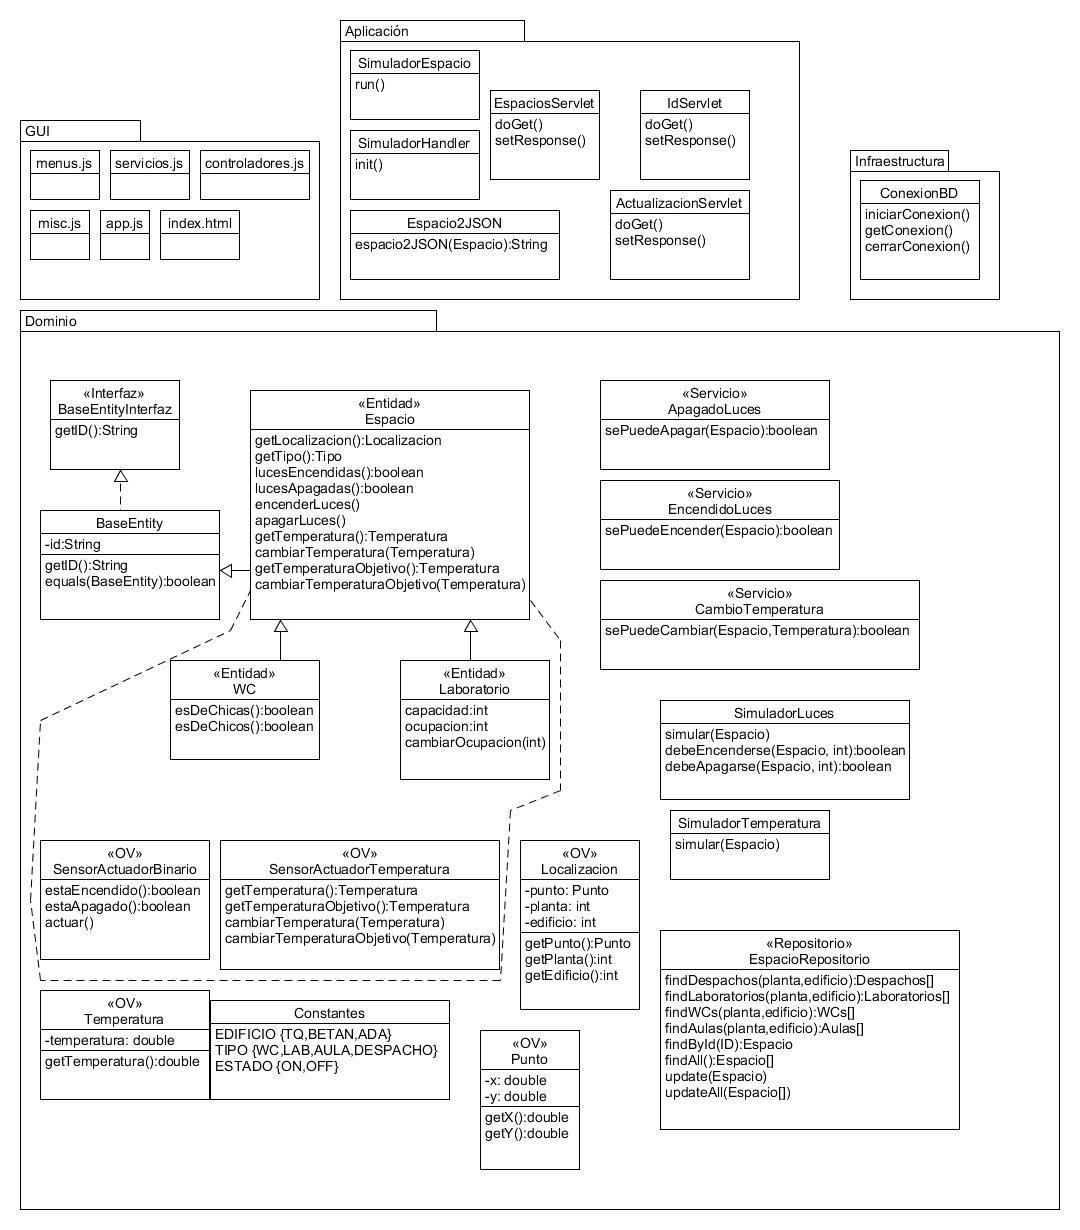 Aplicación
SimuladorEspacio
run()
EspaciosServlet
doGet()
setResponse()
IdServlet
doGet()
setResponse()
SimuladorHandler
init()
ActualizacionServlet
doGet()
setResponse()
Espacio2JSON
espacio2JSON(Espacio):String
GUI
menus.js
servicios.js
controladores.js
misc.js
app.js
index.html
Infraestructura
ConexionBD
iniciarConexion()
getConexion()
cerrarConexion()
Dominio
«Interfaz»
BaseEntityInterfaz
getID():String
BaseEntity
-id:String
getID():String
equals(BaseEntity):boolean
«Entidad»
Espacio
getLocalizacion():Localizacion
getTipo():Tipo
lucesEncendidas():boolean
lucesApagadas():boolean
encenderLuces()
apagarLuces()
getTemperatura():Temperatura
cambiarTemperatura(Temperatura)
getTemperaturaObjetivo():Temperatura
cambiarTemperaturaObjetivo(Temperatura)
«Servicio»
ApagadoLuces
sePuedeApagar(Espacio):boolean
«Servicio»
EncendidoLuces
sePuedeEncender(Espacio):boolean
«Servicio»
CambioTemperatura
sePuedeCambiar(Espacio,Temperatura):boolean
«Entidad»
WC
esDeChicas():boolean
esDeChicos():boolean
«Entidad»
Laboratorio
capacidad:int
ocupacion:int
cambiarOcupacion(int)
SimuladorLuces
simular(Espacio)
debeEncenderse(Espacio, int):boolean
debeApagarse(Espacio, int):boolean
SimuladorTemperatura
simular(Espacio)
«OV»
SensorActuadorBinario
estaEncendido():boolean
estaApagado():boolean
actuar()
«OV»
SensorActuadorTemperatura
getTemperatura():Temperatura
getTemperaturaObjetivo():Temperatura
cambiarTemperatura(Temperatura)
cambiarTemperaturaObjetivo(Temperatura)
«OV»
Localizacion
-punto: Punto
-planta: int
-edificio: int
getPunto():Punto
getPlanta():int
getEdificio():int
«Repositorio»
EspacioRepositorio
findDespachos(planta,edificio):Despachos[]
findLaboratorios(planta,edificio):Laboratorios[]
findWCs(planta,edificio):WCs[]
findAulas(planta,edificio):Aulas[]
findById(ID):Espacio
findAll():Espacio[]
update(Espacio)
updateAll(Espacio[])
«OV»
Temperatura
-temperatura: double
getTemperatura():double
Constantes
EDIFICIO {TQ,BETAN,ADA}
TIPO {WC,LAB,AULA,DESPACHO}
ESTADO {ON,OFF}
«OV»
Punto
-x: double
-y: double
getX():double
getY():double